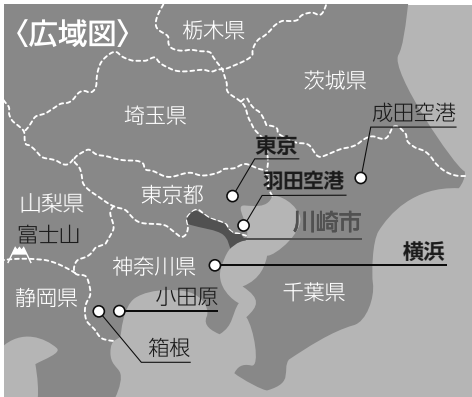 〈広域図〉
栃木県
茨城県
成田空港
埼玉県
東京
羽田空港
東京都
山梨県
川崎市
富士山
横浜
神奈川県
静岡県
小田原
千葉県
箱根